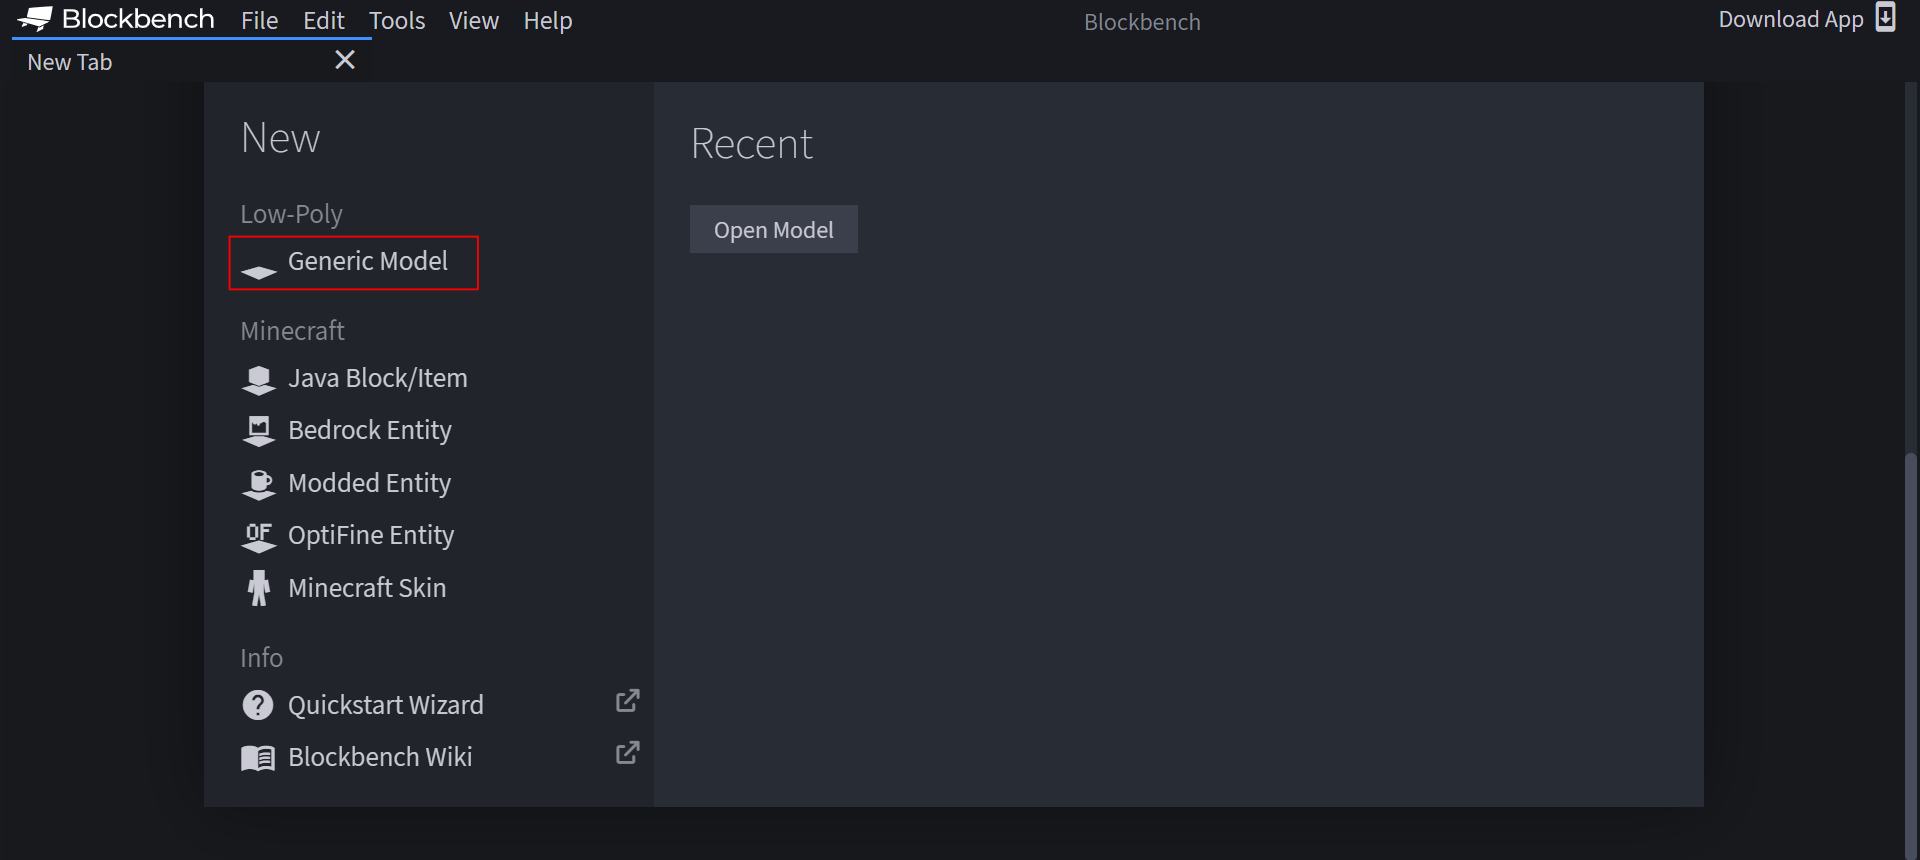 Blockbench File Edit Tools View Help Blockbench Download App
New Tab
New
Low-Poly
Generic Model
Minecraft
Java Block/Item
Bedrock Entity
Modded Entity
OF OptiFine Entity
Minecraft Skin
Info
? Quickstart Wizard
Blockbench Wiki
Recent
Open Model